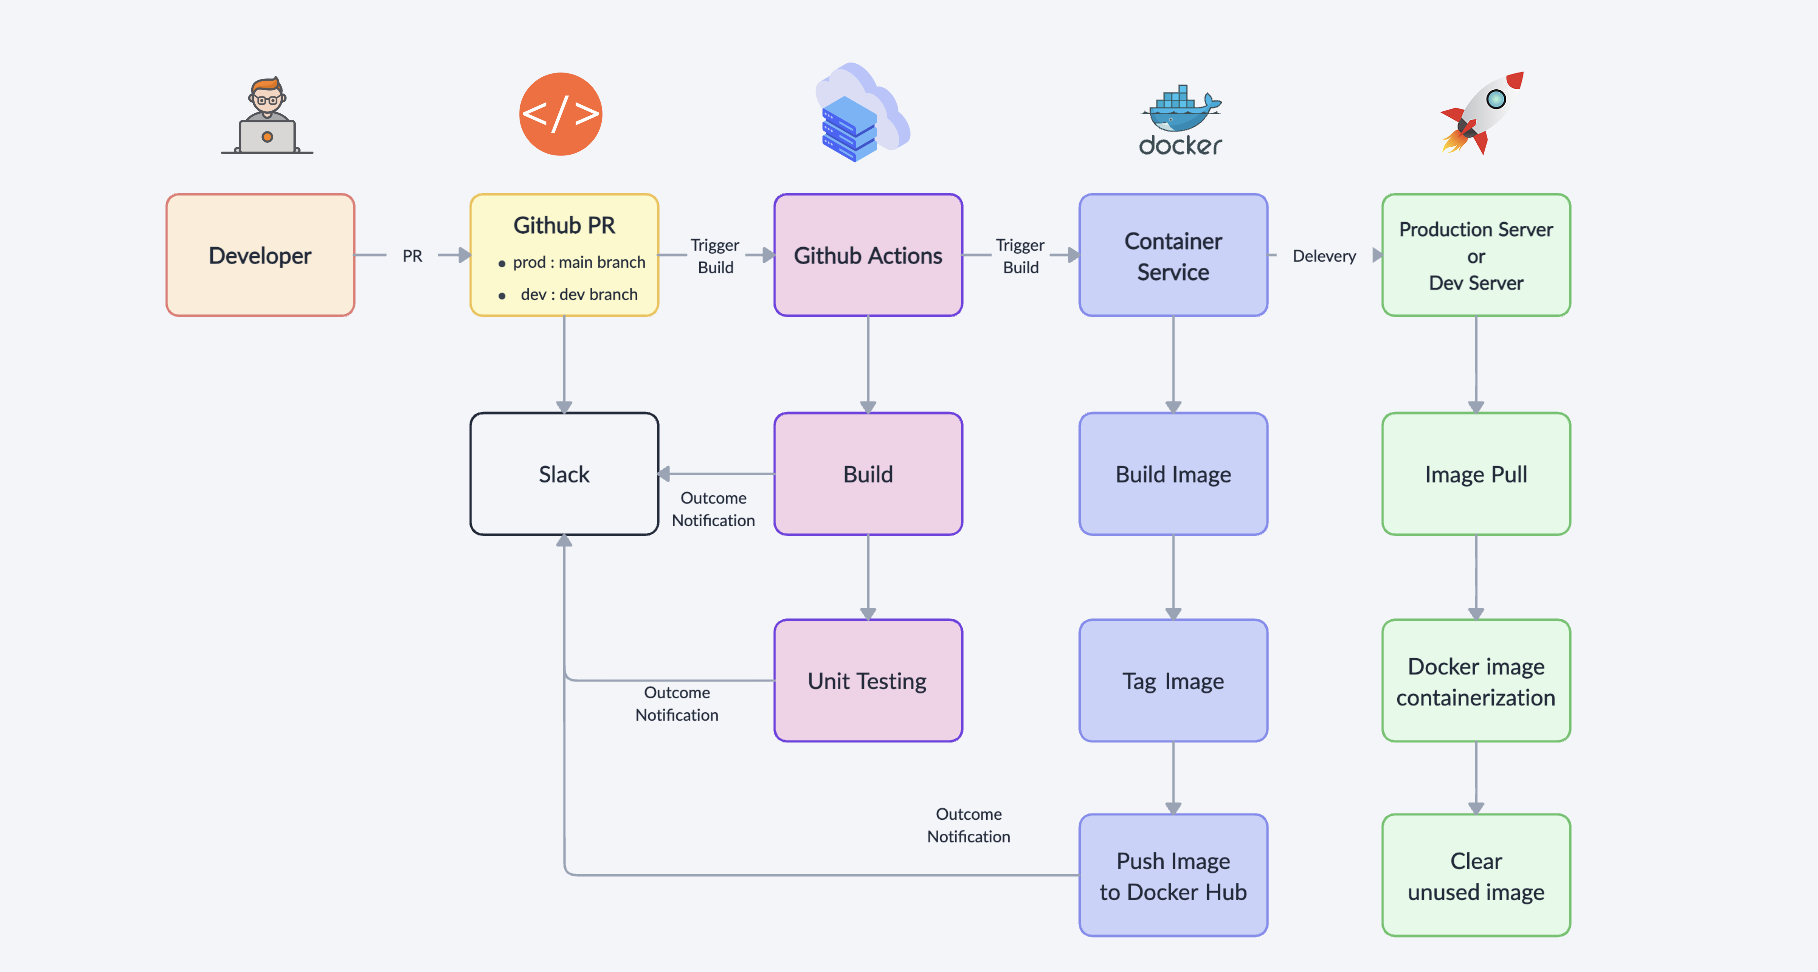 docker
Developer
PR
Github PR
• prod : main branch
• dev : dev branch
Trigger
Build
Github Actions
Trigger
Build
Container
Service
Delevery
Production Server
or
Dev Server
Slack
Outcome
Notification
Build
Build Image
Image Pull
Outcome
Notification
Unit Testing
Tag Image
Docker image
containerization
Outcome
Notification
Push Image
to Docker Hub
Clear
unused image